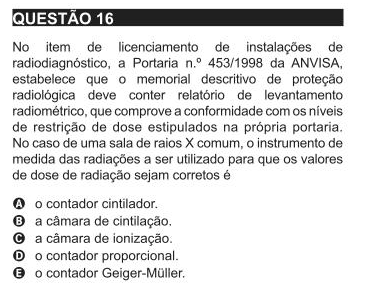 QUESTÃO 16
No item de licenciamento de instalações de
radiodiagnóstico, a Portaria n.º 453/1998 da ANVISA,
estabelece que o memorial descritivo de proteção
radiológica deve conter relatório de levantamento
radiométrico, que comprove a conformidade com os níveis
de restrição de dose estipulados na própria portaria.
No caso de uma sala de raios X comum, o instrumento de
medida das radiações a ser utilizado para que os valores
de dose de radiação sejam corretos é
A o contador cintilador.
B a câmara de cintilação.
C a câmara de ionização.
D o contador proporcional.
E o contador Geiger-Müller.